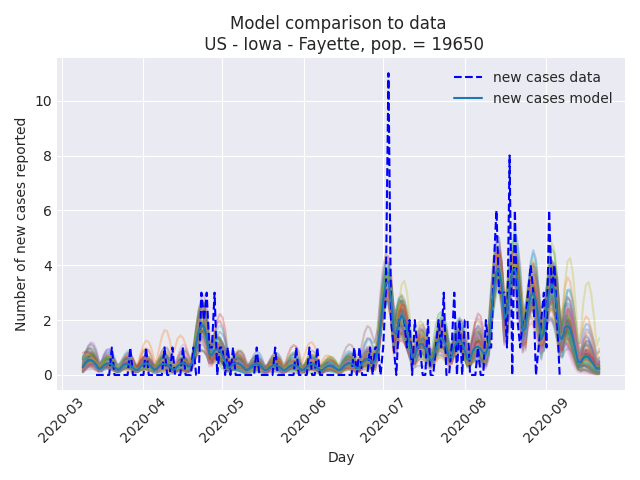 Model comparison to data
US - Iowa - Fayette, pop. = 19650
new cases data
new cases model
Number of new cases reported
10
8
6
4
2
0
2020-03
2020-04
2020-05
2020-06
2020-07
2020-08
2020-09
Day